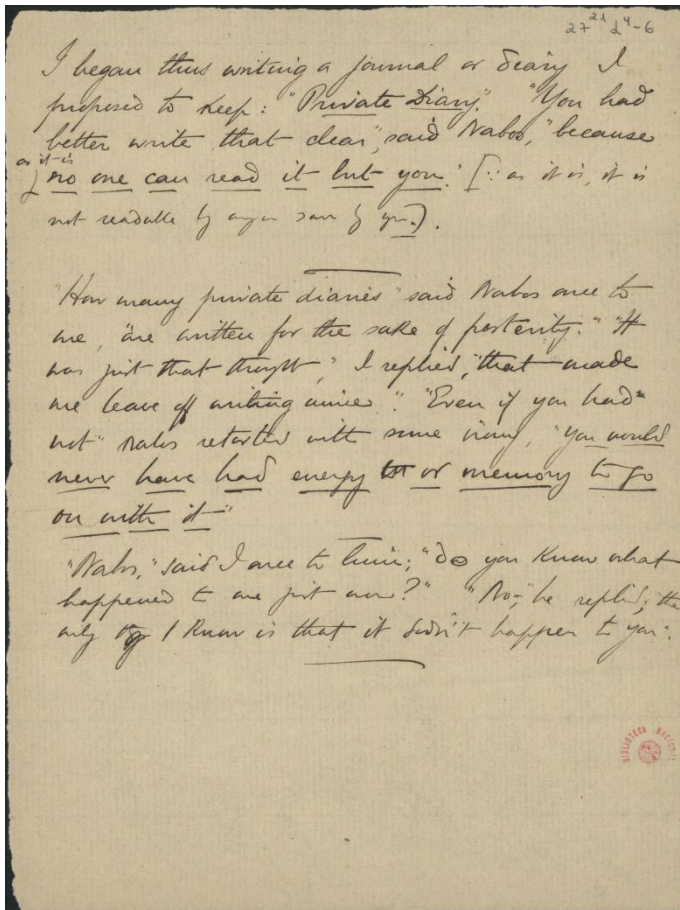 27 21 d 4-6
I began thus writing a journal or diary I
proposed to keep: "Private Diary". "You had
better write that clear", said Nabos, "because
as it is
no one can read it but you." [∵ as it is, it is
not readable by anyone save by you.).
"How many private diaries" said Nabos once to
me, "are written for the sake of posterity." "It
was just that thought," I replied, "that made
me leave off writing mine". "Even if you had
not" Nabos retorted with some irony, "you would
never have had energy or memory to go
on with it"
"Nabos," said I once to him; "do you know what
happened to me just now?" "No", he replied, "the
only I know is that it didn't happen to you".
BIBLIOTECA NACIONAL